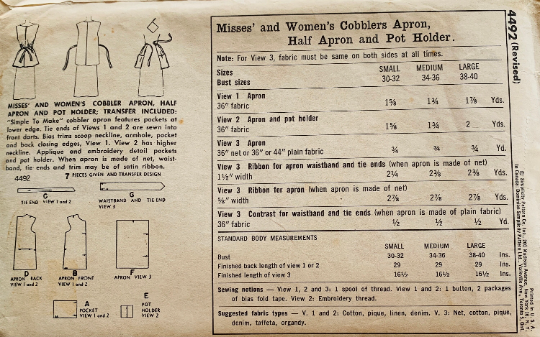 MISSES' AND WOMEN'S COBBLER APRON, HALF
APRON AND POT HOLDER; TRANSFER INCLUDED:
"Simple To Make" cobbler apron features pockets at
lower edge. Tie ends of Views 1 and 2 are sewn into
front darts. Bias trims scoop neckline, armhole, pocket
and back closing edges, View 1. View 2 has higher
neckline. Applique and embroidery detail pockets
and pot holder. When apron is made of net, waist-
band, tie ends and trim may be of satin ribbon.
4492 7 PIECES GIVEN AND TRANSFER DESIGN
G
TIE END VIEW 1 and 2
C
WAISTBAND AND TIE END
VIEW 3
D
APRON BACK
VIEW 1 and 2
B
APRON FRONT
VIEW 1 and 2
F
APRON VIEW 3
A
POCKET
VIEW 1 and 2
E
POT
HOLDER
VIEW 2
Misses' and Women's Cobblers Apron,
Half Apron and Pot Holder.
Note: For View 3, fabric must be same on both sides at all times.
Sizes SMALL MEDIUM LARGE
Bust sizes 30-32 34-36 38-40
View 1 Apron
36" fabric 1⅝ 1¾ 1⅞ Yds.
View 2 Apron and pot holder
36" fabric 1⅝ 1¾ 2 Yds.
View 3 Apron
36" net or 36" or 44" plain fabric ¾ ¾ ¾ Yd.
View 3 Ribbon for apron waistband and tie ends (when apron is made of net)
1½" width 2¼ 2⅜ 2⅜ Yds.
View 3 Ribbon for apron (when apron is made of net)
⅝" width 2⅜ 2⅝ 2⅞ Yds.
View 3 Contrast for waistband and tie ends (when apron is made of plain fabric)
36" fabric ½ ½ ½ Yd.
STANDARD BODY MEASUREMENTS
SMALL MEDIUM LARGE
Bust 30-32 34-36 38-40 Ins.
Finished back length of view 1 or 2 29 29 29 Ins.
Finished length of view 3 16½ 16½ 16½ Ins.
Sewing notions — View 1, 2 and 3: 1 spool of thread. View 1 and 2: 1 button, 2 packages
of bias fold tape. View 2: Embroidery thread.
Suggested fabric types — V. 1 and 2: Cotton, pique, linen, denim. V. 3: Net, cotton, pique,
denim, taffeta, organdy.
4492 (Revised)
Printed in U. S. A.